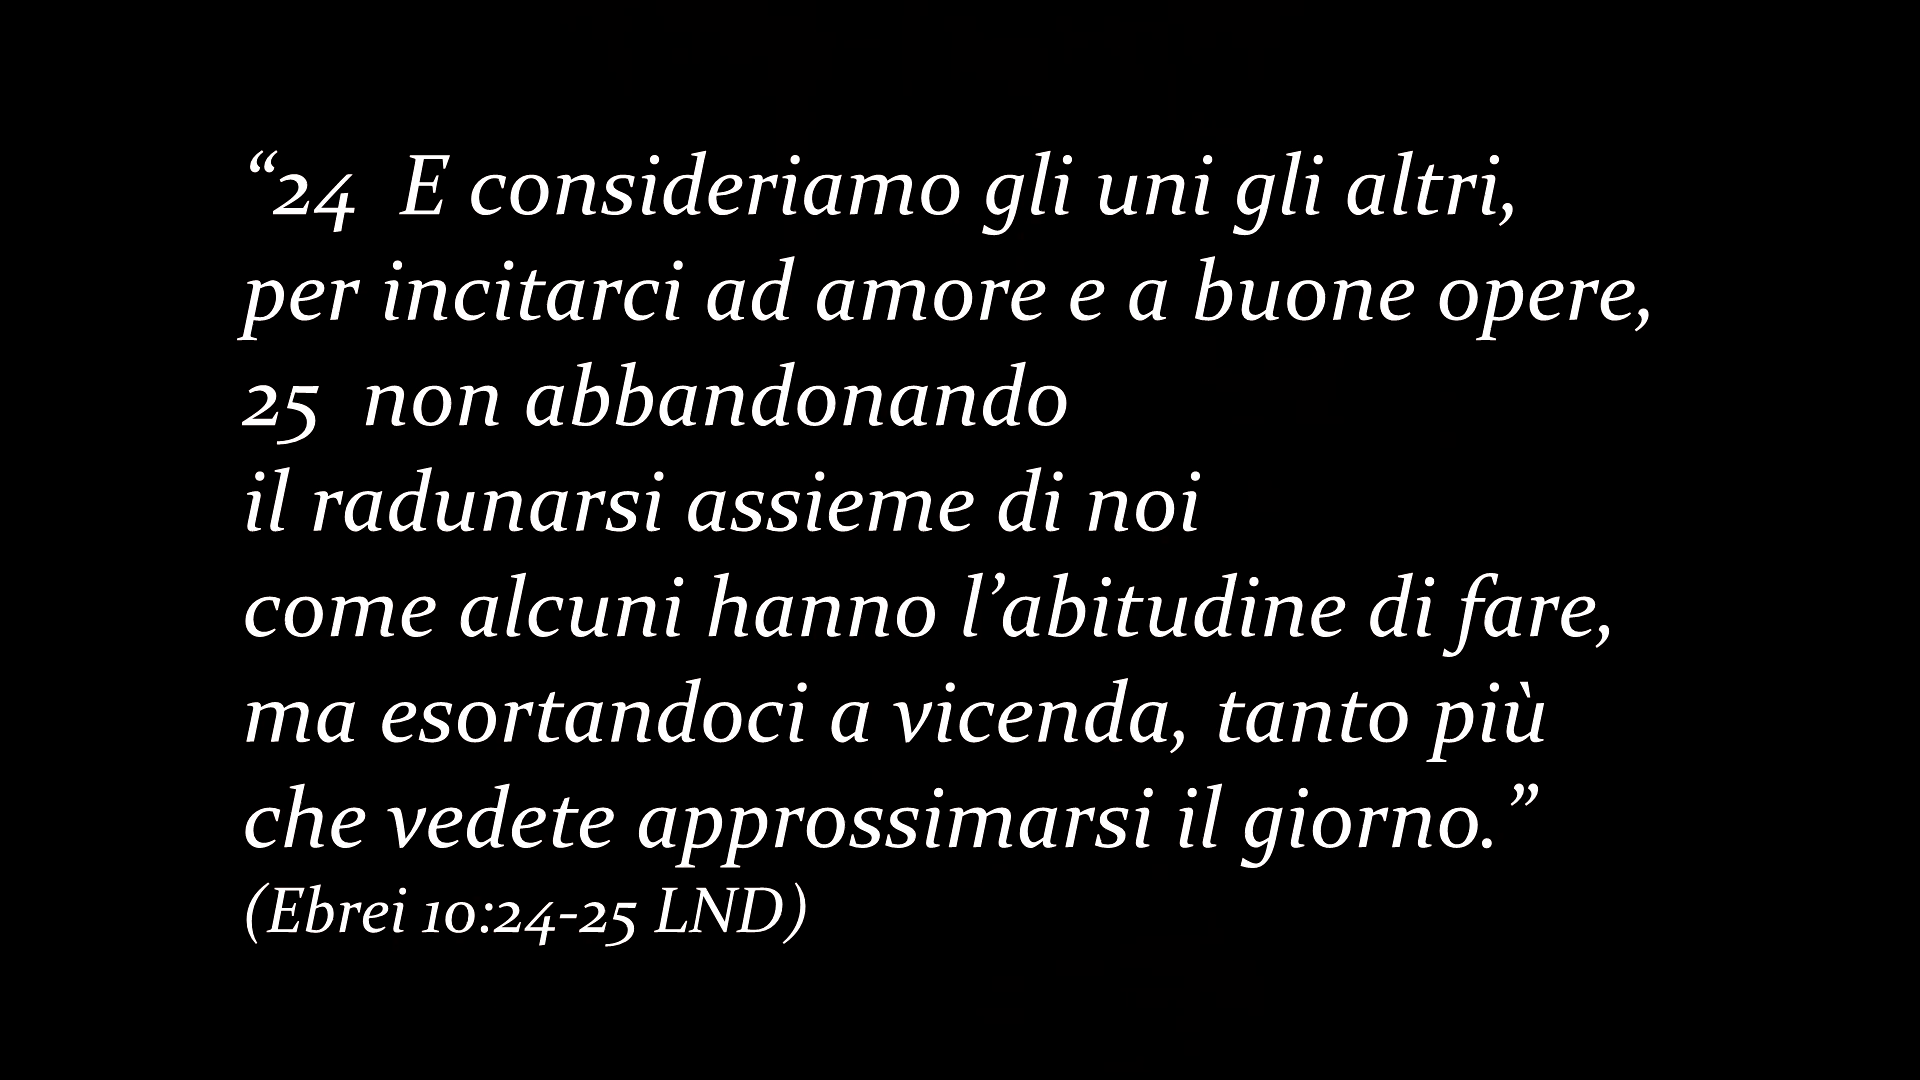 “24  E consideriamo gli uni gli altri,
per incitarci ad amore e a buone opere,
25  non abbandonando
il radunarsi assieme di noi
come alcuni hanno l’abitudine di fare,
ma esortandoci a vicenda, tanto più
che vedete approssimarsi il giorno.”
(Ebrei 10:24-25 LND)